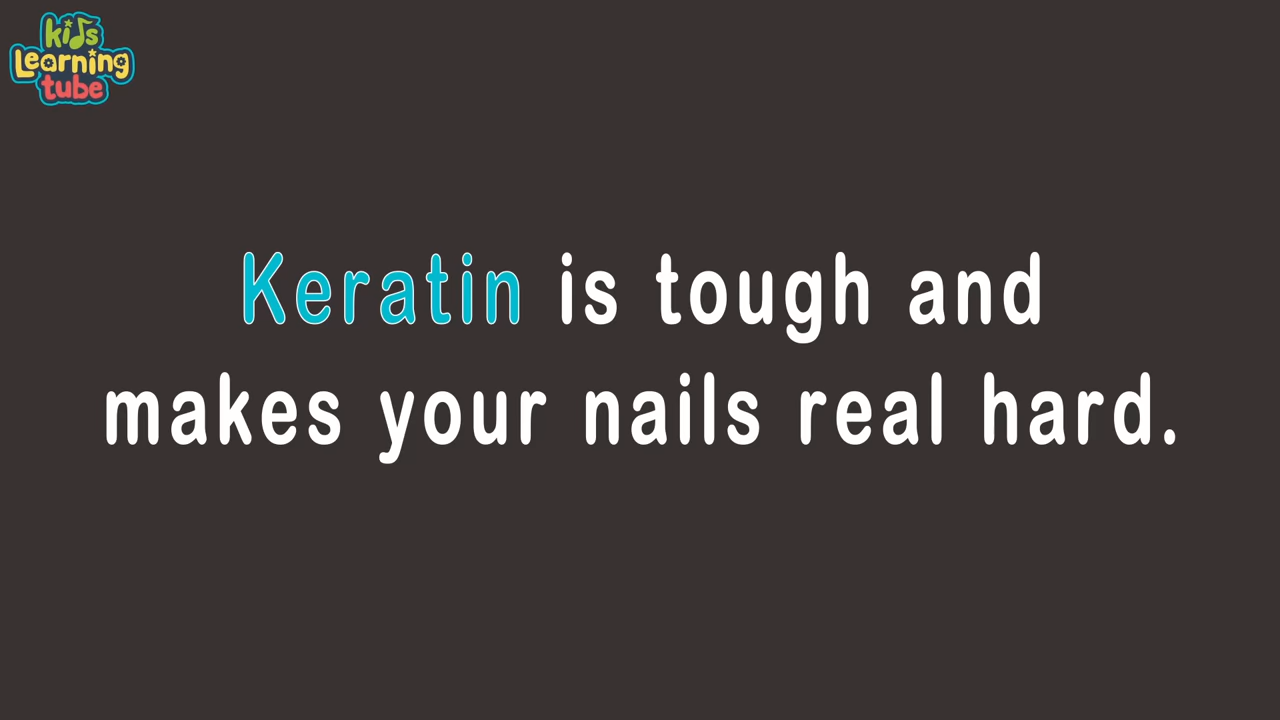 kids
Learning
tube
Keratin is tough and
makes your nails real hard.